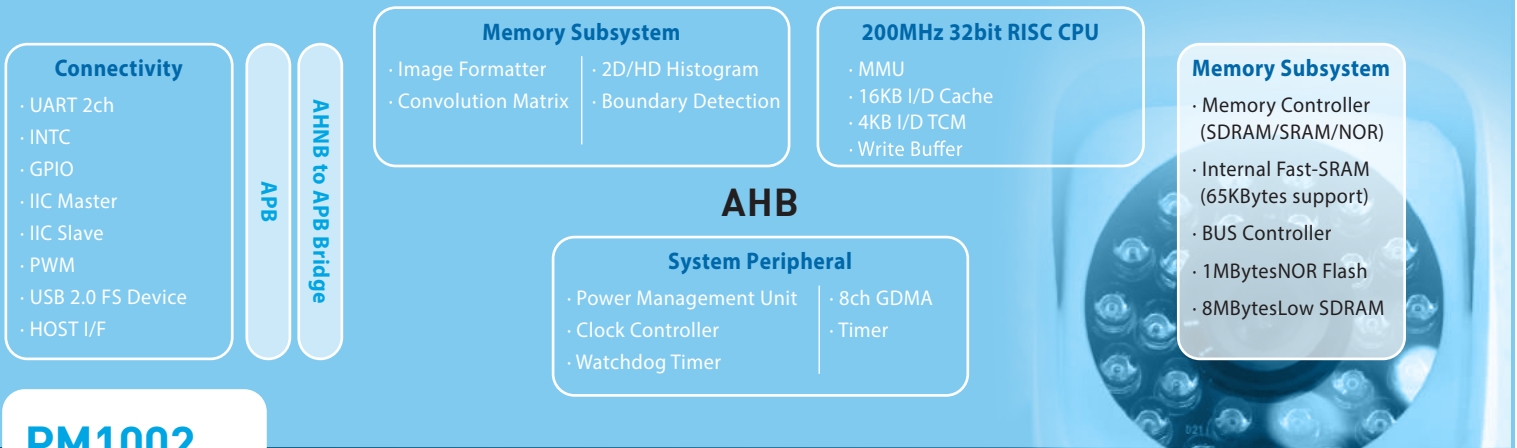 Connectivity
· UART 2ch
· INTC
· GPIO
· IIC Master
· IIC Slave
· PWM
· USB 2.0 FS Device
· HOST I/F
APB
AHNB to APB Bridge
Memory Subsystem
· Image Formatter
· Convolution Matrix
· 2D/HD Histogram
· Boundary Detection
200MHz 32bit RISC CPU
· MMU
· 16KB I/D Cache
· 4KB I/D TCM
· Write Buffer
AHB
System Peripheral
· Power Management Unit
· Clock Controller
· Watchdog Timer
· 8ch GDMA
· Timer
Memory Subsystem
· Memory Controller
(SDRAM/SRAM/NOR)
· Internal Fast-SRAM
(65KBytes support)
· BUS Controller
· 1MBytesNOR Flash
· 8MBytesLow SDRAM
PM1002